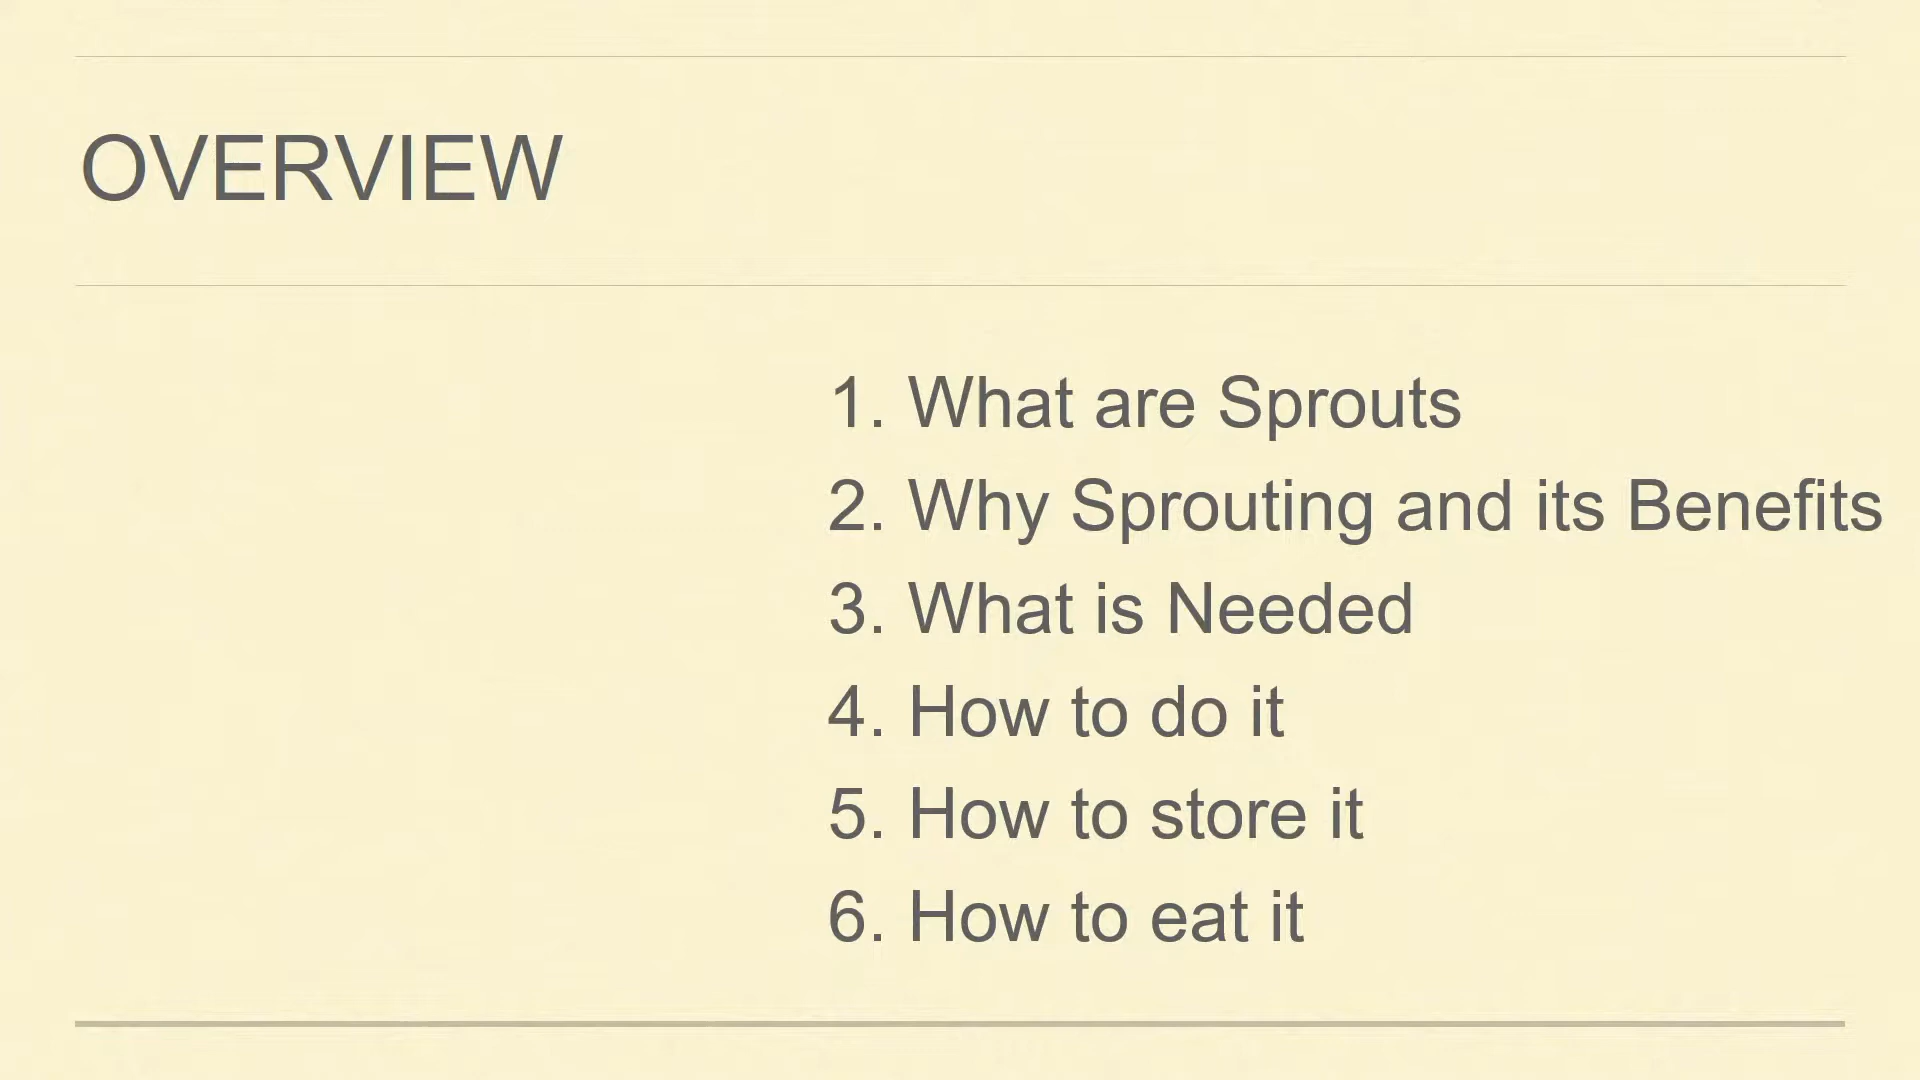 OVERVIEW
1. What are Sprouts
2. Why Sprouting and its Benefits
3. What is Needed
4. How to do it
5. How to store it
6. How to eat it